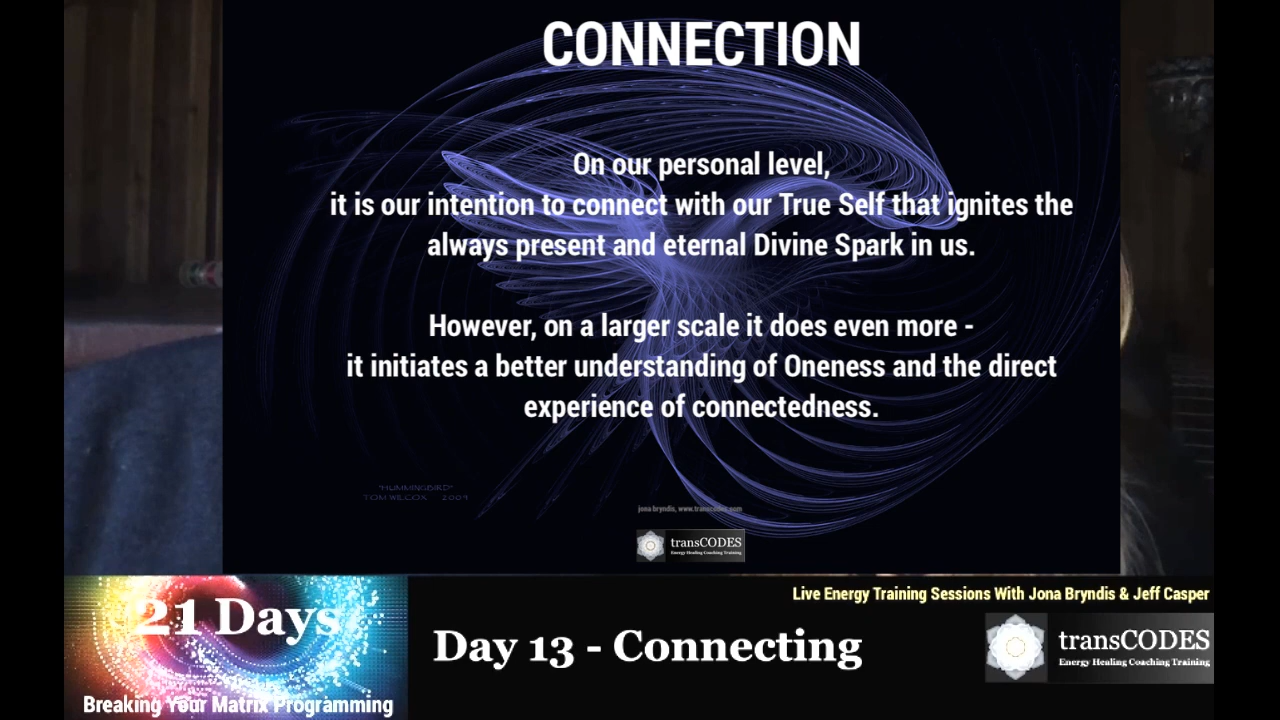 CONNECTION
On our personal level,
it is our intention to connect with our True Self that ignites the
always present and eternal Divine Spark in us.
However, on a larger scale it does even more -
it initiates a better understanding of Oneness and the direct
experience of connectedness.
"HUMMINGBIRD"
TOM WILCOX 2009
jona bryndis, www.transcodes.com
transCODES
Energy Healing Coaching Training
Live Energy Training Sessions With Jona Bryndis & Jeff Casper
21 Days
Breaking Your Matrix Programming
Day 13 - Connecting
transCODES
Energy Healing Coaching Training